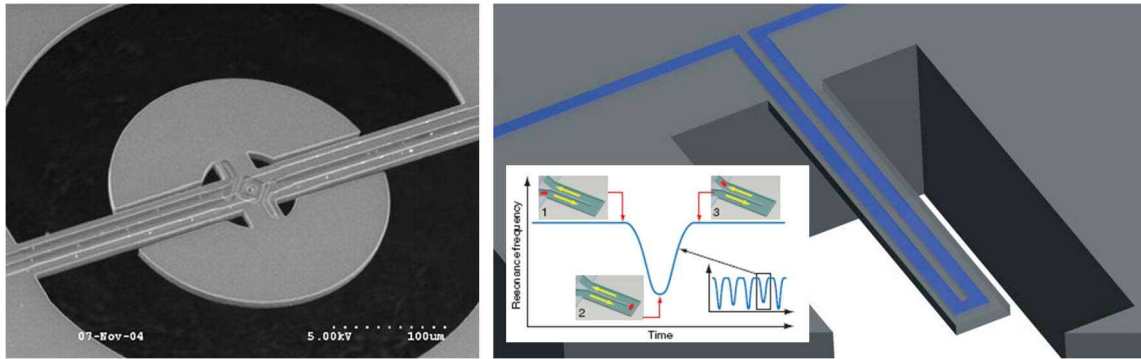 07-Nov-04
5.00kV
100um
1
3
2
Resonance frequency
Time